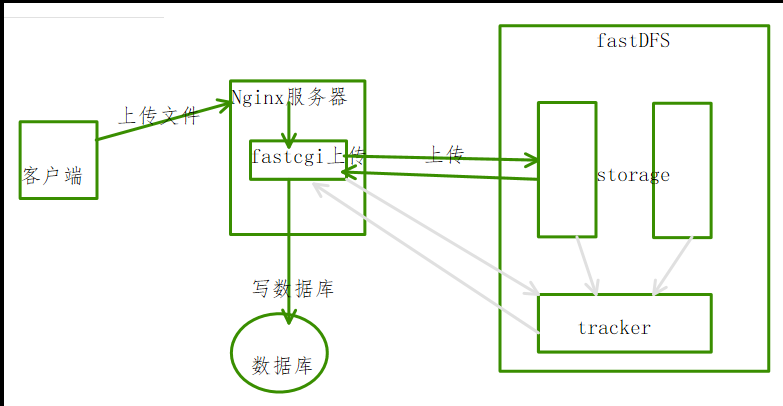 fastDFS
Nginx服务器
上传文件
fastcgi上传
上传
客户端
storage
写数据库
tracker
数据库